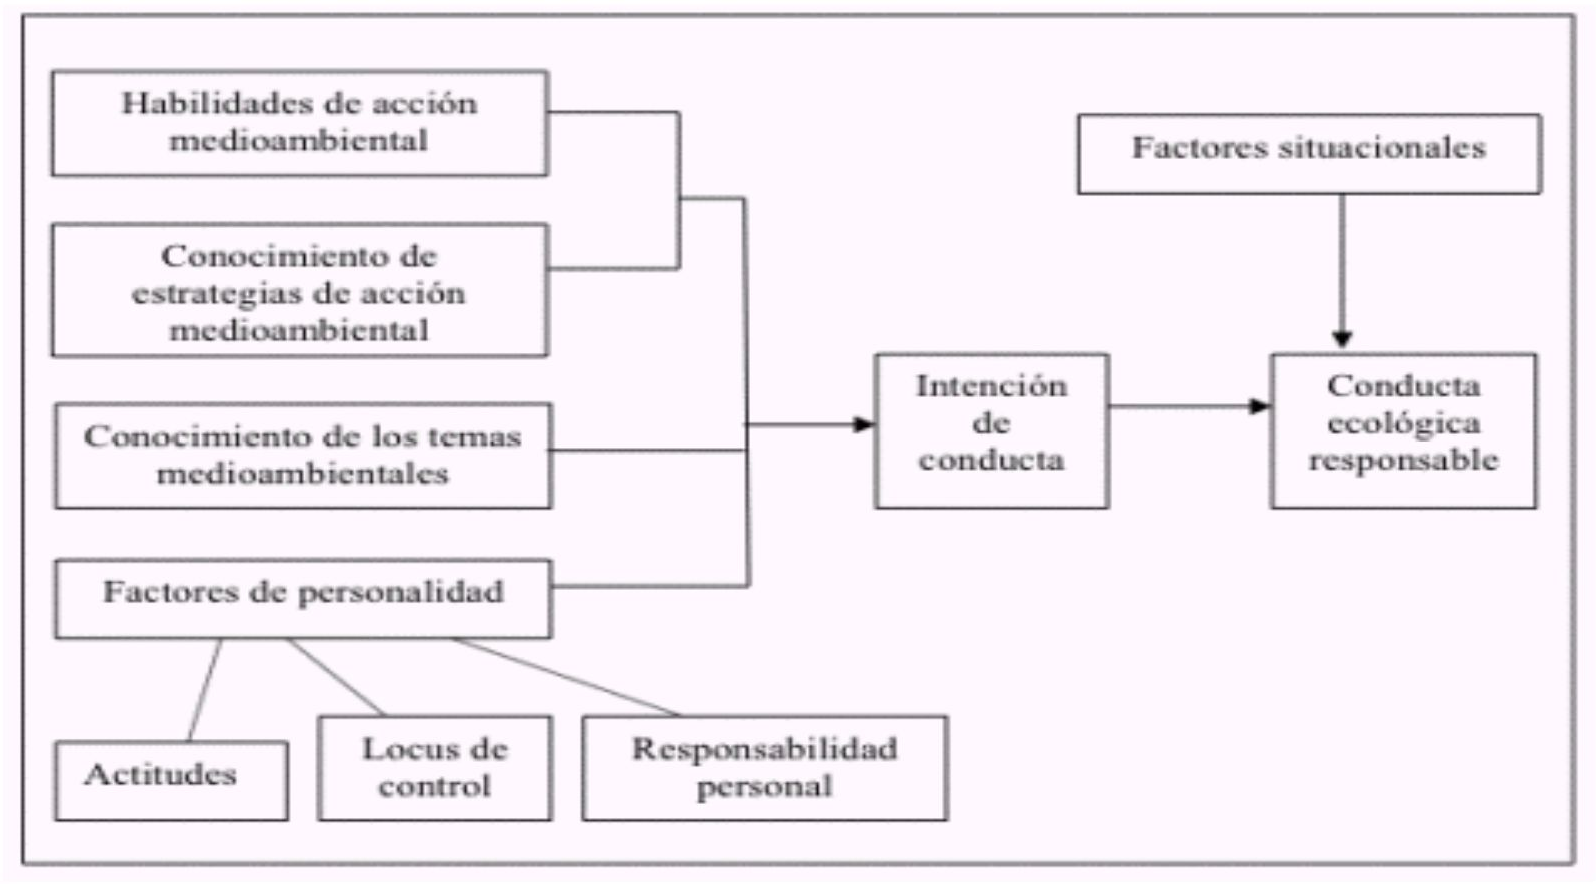 Habilidades de acción
medioambiental
Factores situacionales
Conocimiento de
estrategias de acción
medioambiental
Conocimiento de los temas
medioambientales
Intención
de
conducta
Conducta
ecológica
responsable
Factores de personalidad
Actitudes
Locus de
control
Responsabilidad
personal